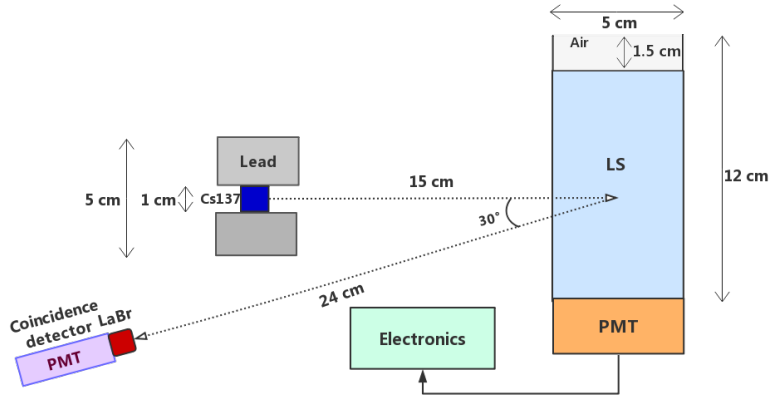 5 cm
Air
1.5 cm
Lead
LS
15 cm
12 cm
5 cm
1 cm
Cs137
30°
24 cm
Coincidence
detector LaBr
PMT
Electronics
PMT